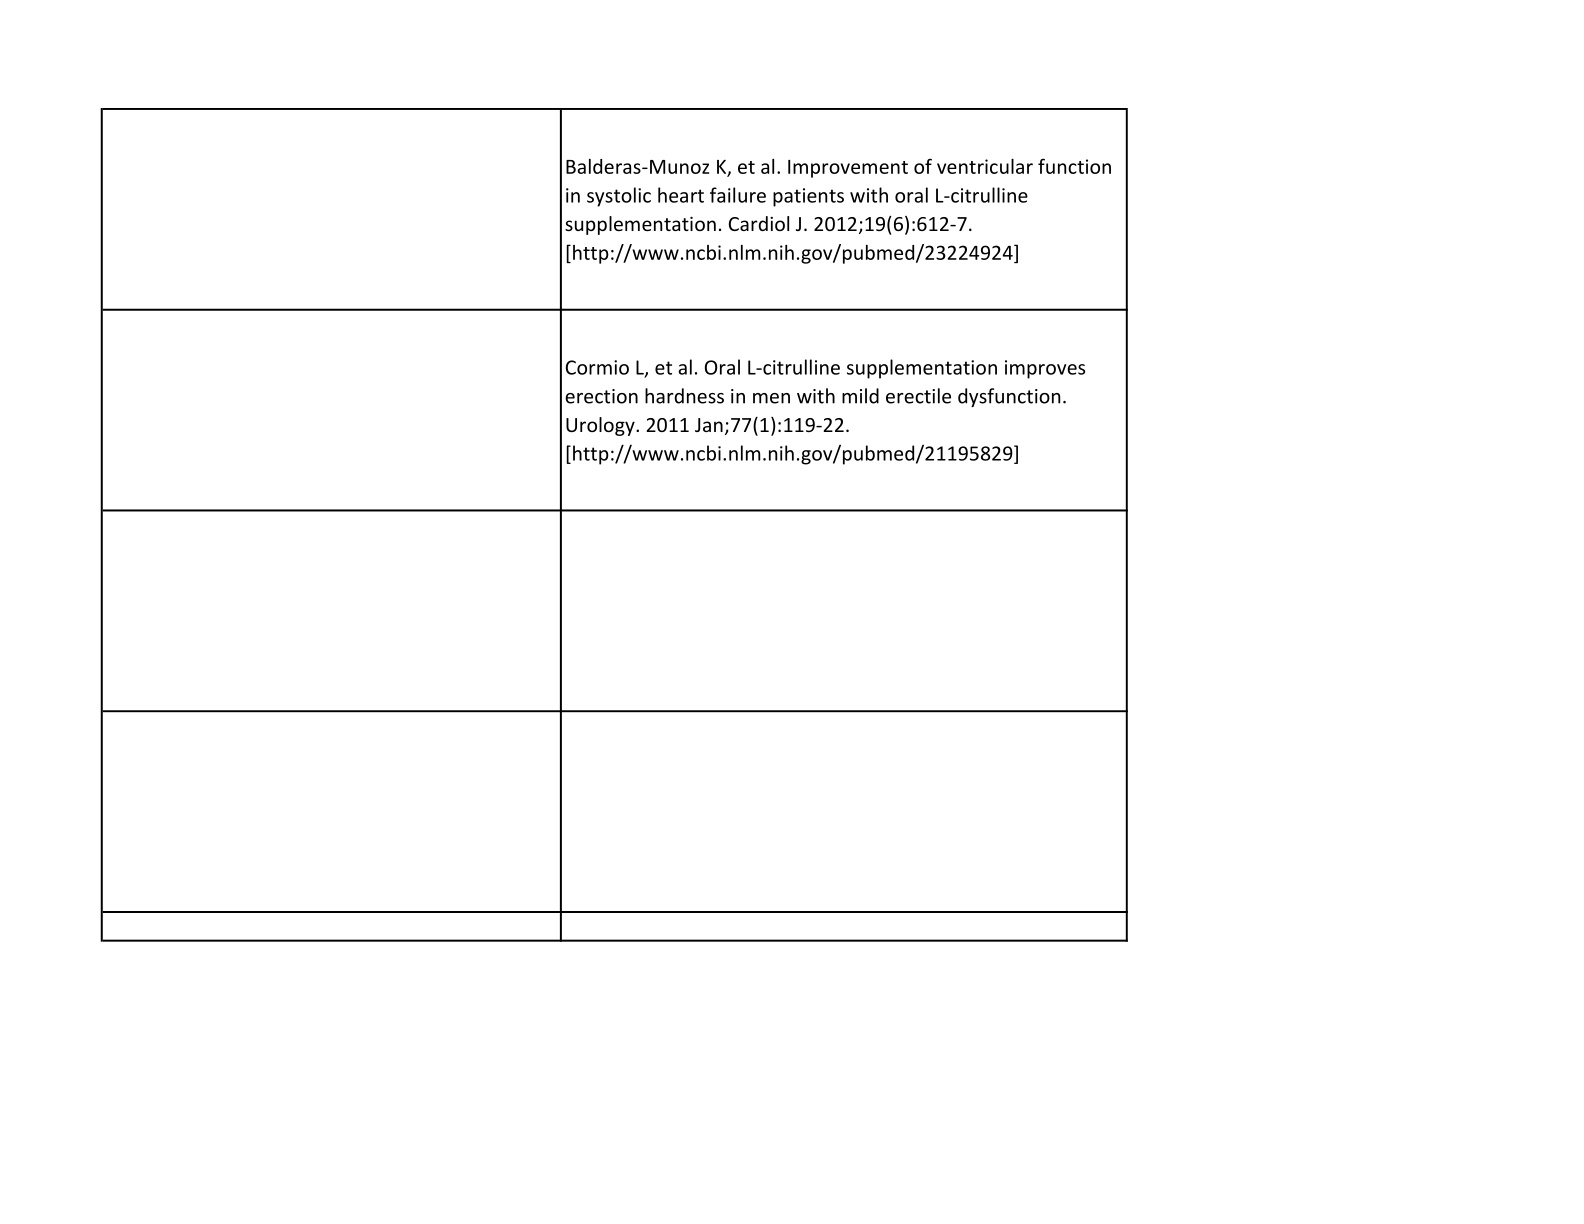 Balderas-Munoz K, et al. Improvement of ventricular function
in systolic heart failure patients with oral L-citrulline
supplementation. Cardiol J. 2012;19(6):612-7.
[http://www.ncbi.nlm.nih.gov/pubmed/23224924]
Cormio L, et al. Oral L-citrulline supplementation improves
erection hardness in men with mild erectile dysfunction.
Urology. 2011 Jan;77(1):119-22.
[http://www.ncbi.nlm.nih.gov/pubmed/21195829]